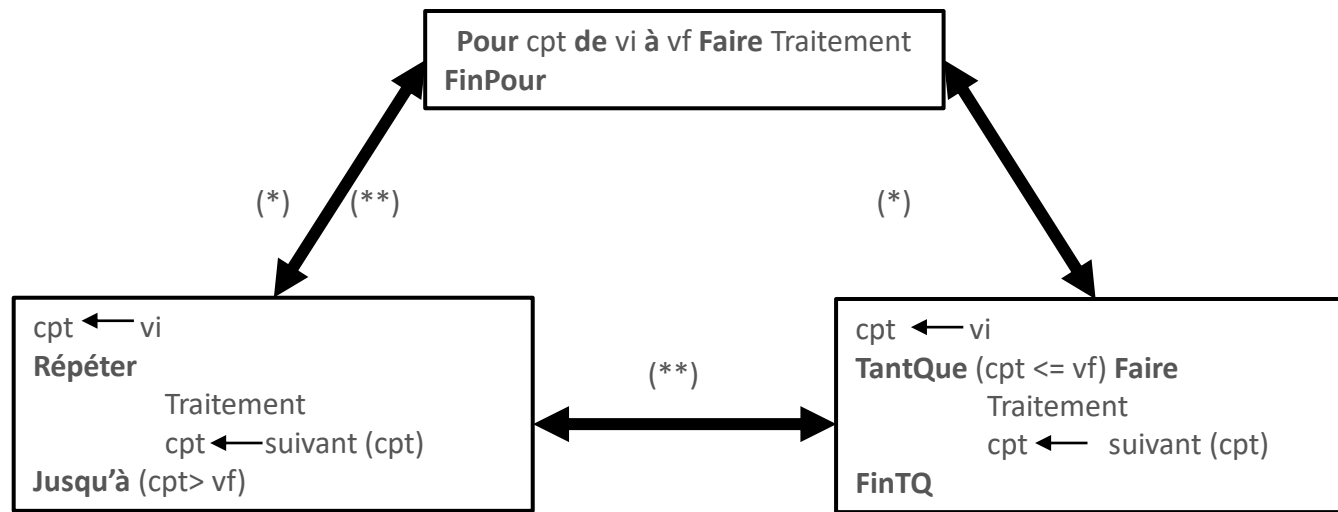 Pour cpt de vi à vf Faire Traitement
FinPour
(*)
(**)
(*)
cpt ← vi
Répéter
Traitement
cpt ← suivant (cpt)
Jusqu’à (cpt> vf)
(**)
cpt ← vi
TantQue (cpt <= vf) Faire
Traitement
cpt ← suivant (cpt)
FinTQ